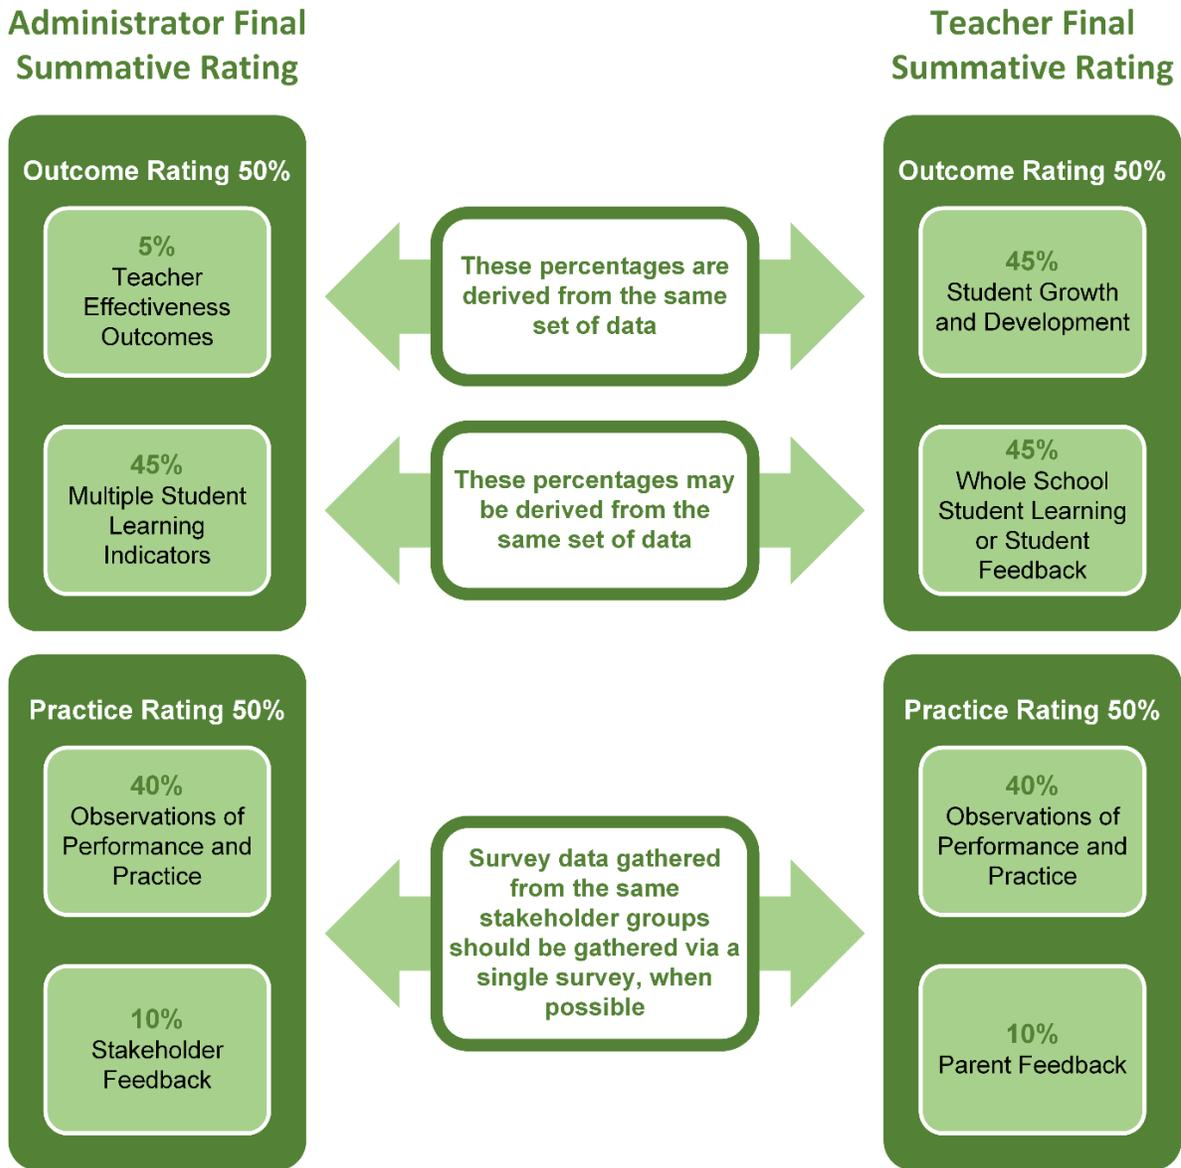 Administrator Final
Summative Rating
Outcome Rating 50%
5%
Teacher
Effectiveness
Outcomes
45%
Multiple Student
Learning
Indicators
Practice Rating 50%
40%
Observations of
Performance and
Practice
10%
Stakeholder
Feedback
These percentages are
derived from the same
set of data
These percentages may
be derived from the
same set of data
Survey data gathered
from the same
stakeholder groups
should be gathered via a
single survey, when
possible
Teacher Final
Summative Rating
Outcome Rating 50%
45%
Student Growth
and Development
45%
Whole School
Student Learning
or Student
Feedback
Practice Rating 50%
40%
Observations of
Performance and
Practice
10%
Parent Feedback